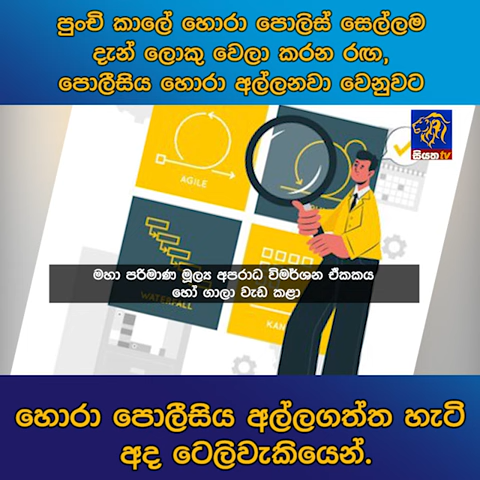 පුංචි කාලේ හොරා පොලිස් සෙල්ලම
දැන් ලොකු වෙලා කරන රඟ,
පොලීසිය හොරා අල්ලනවා වෙනුවට
සියත tv
AGILE
මහා පරිමාණ මූල්‍ය අපරාධ විමර්ශන ඒකකය
හෝ ගාලා වැඩ කළා
WATERFALL
KAN
හොරා පොලීසිය අල්ලගත්ත හැටි
අද ටෙලිවැකියෙන්.